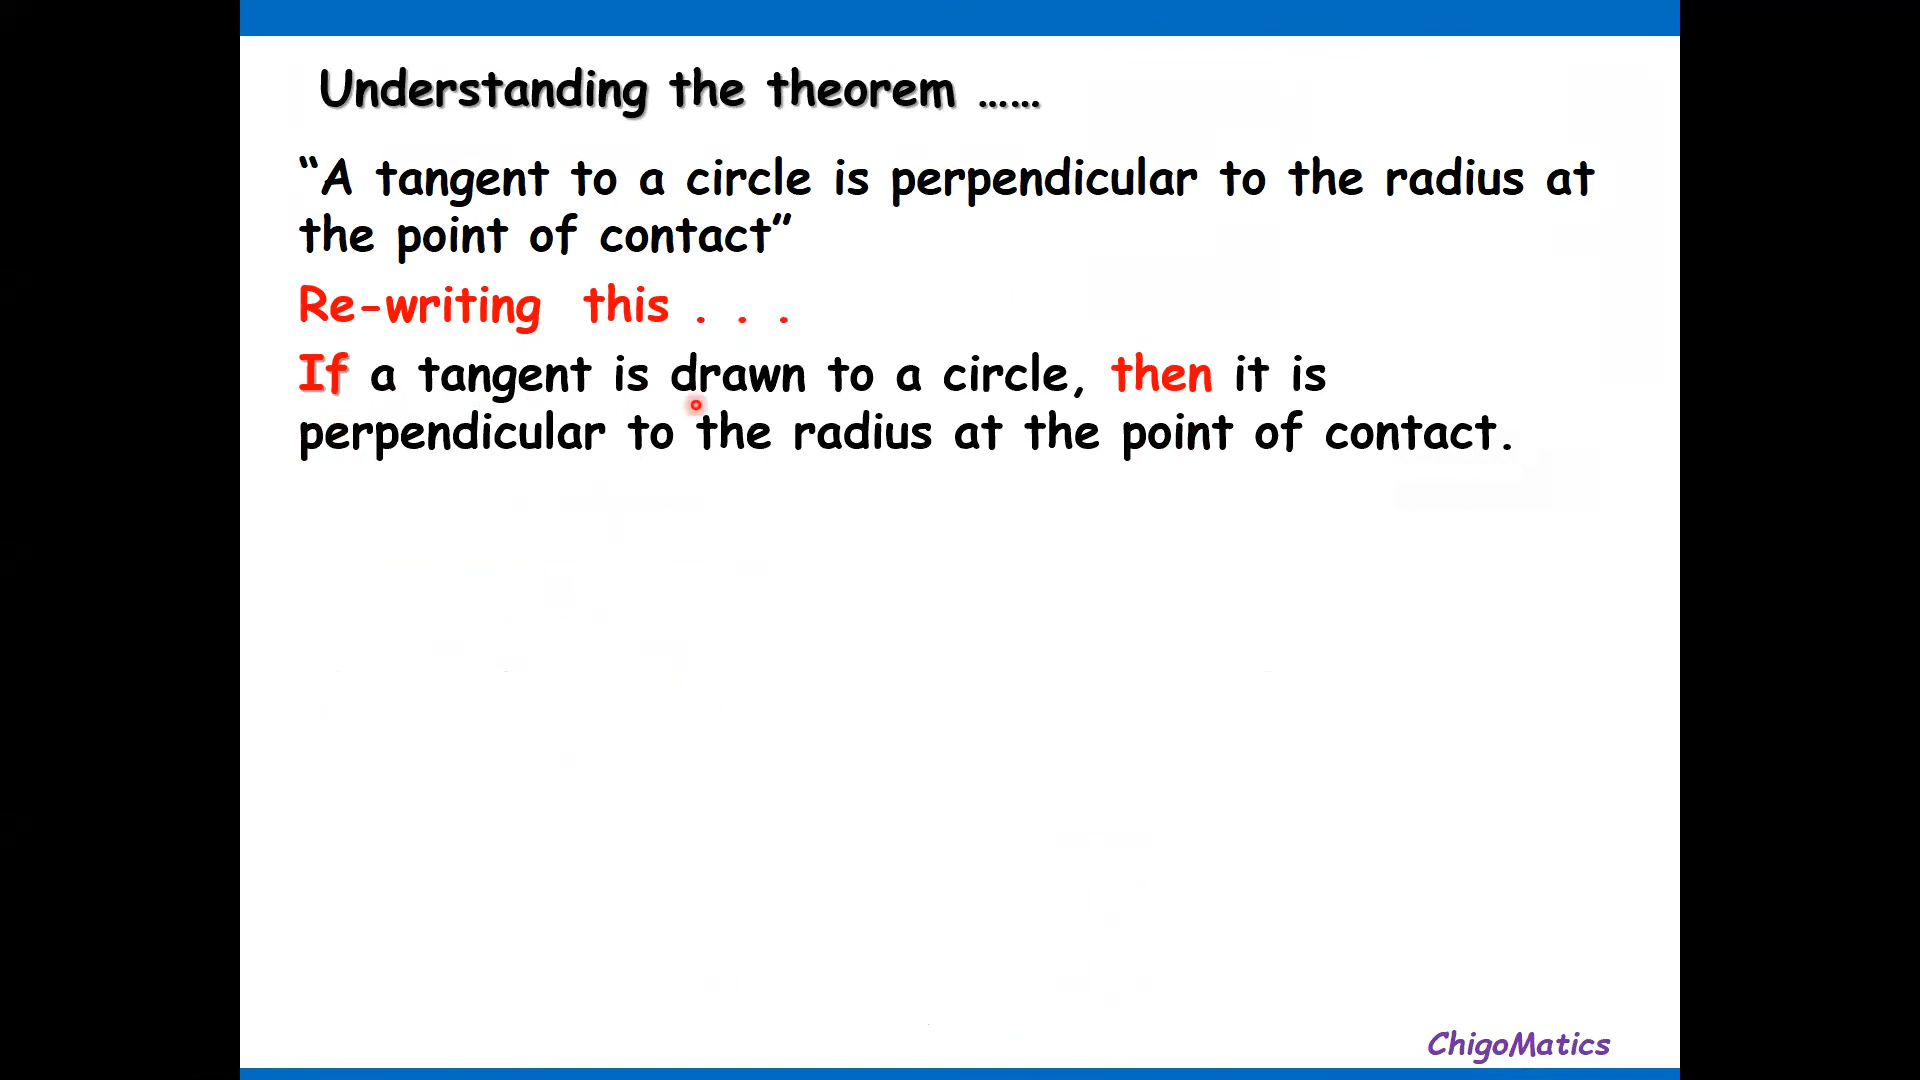 Understanding the theorem ......
“A tangent to a circle is perpendicular to the radius at
the point of contact”
Re-writing this . . .
If a tangent is drawn to a circle, then it is
perpendicular to the radius at the point of contact.
ChigoMatics